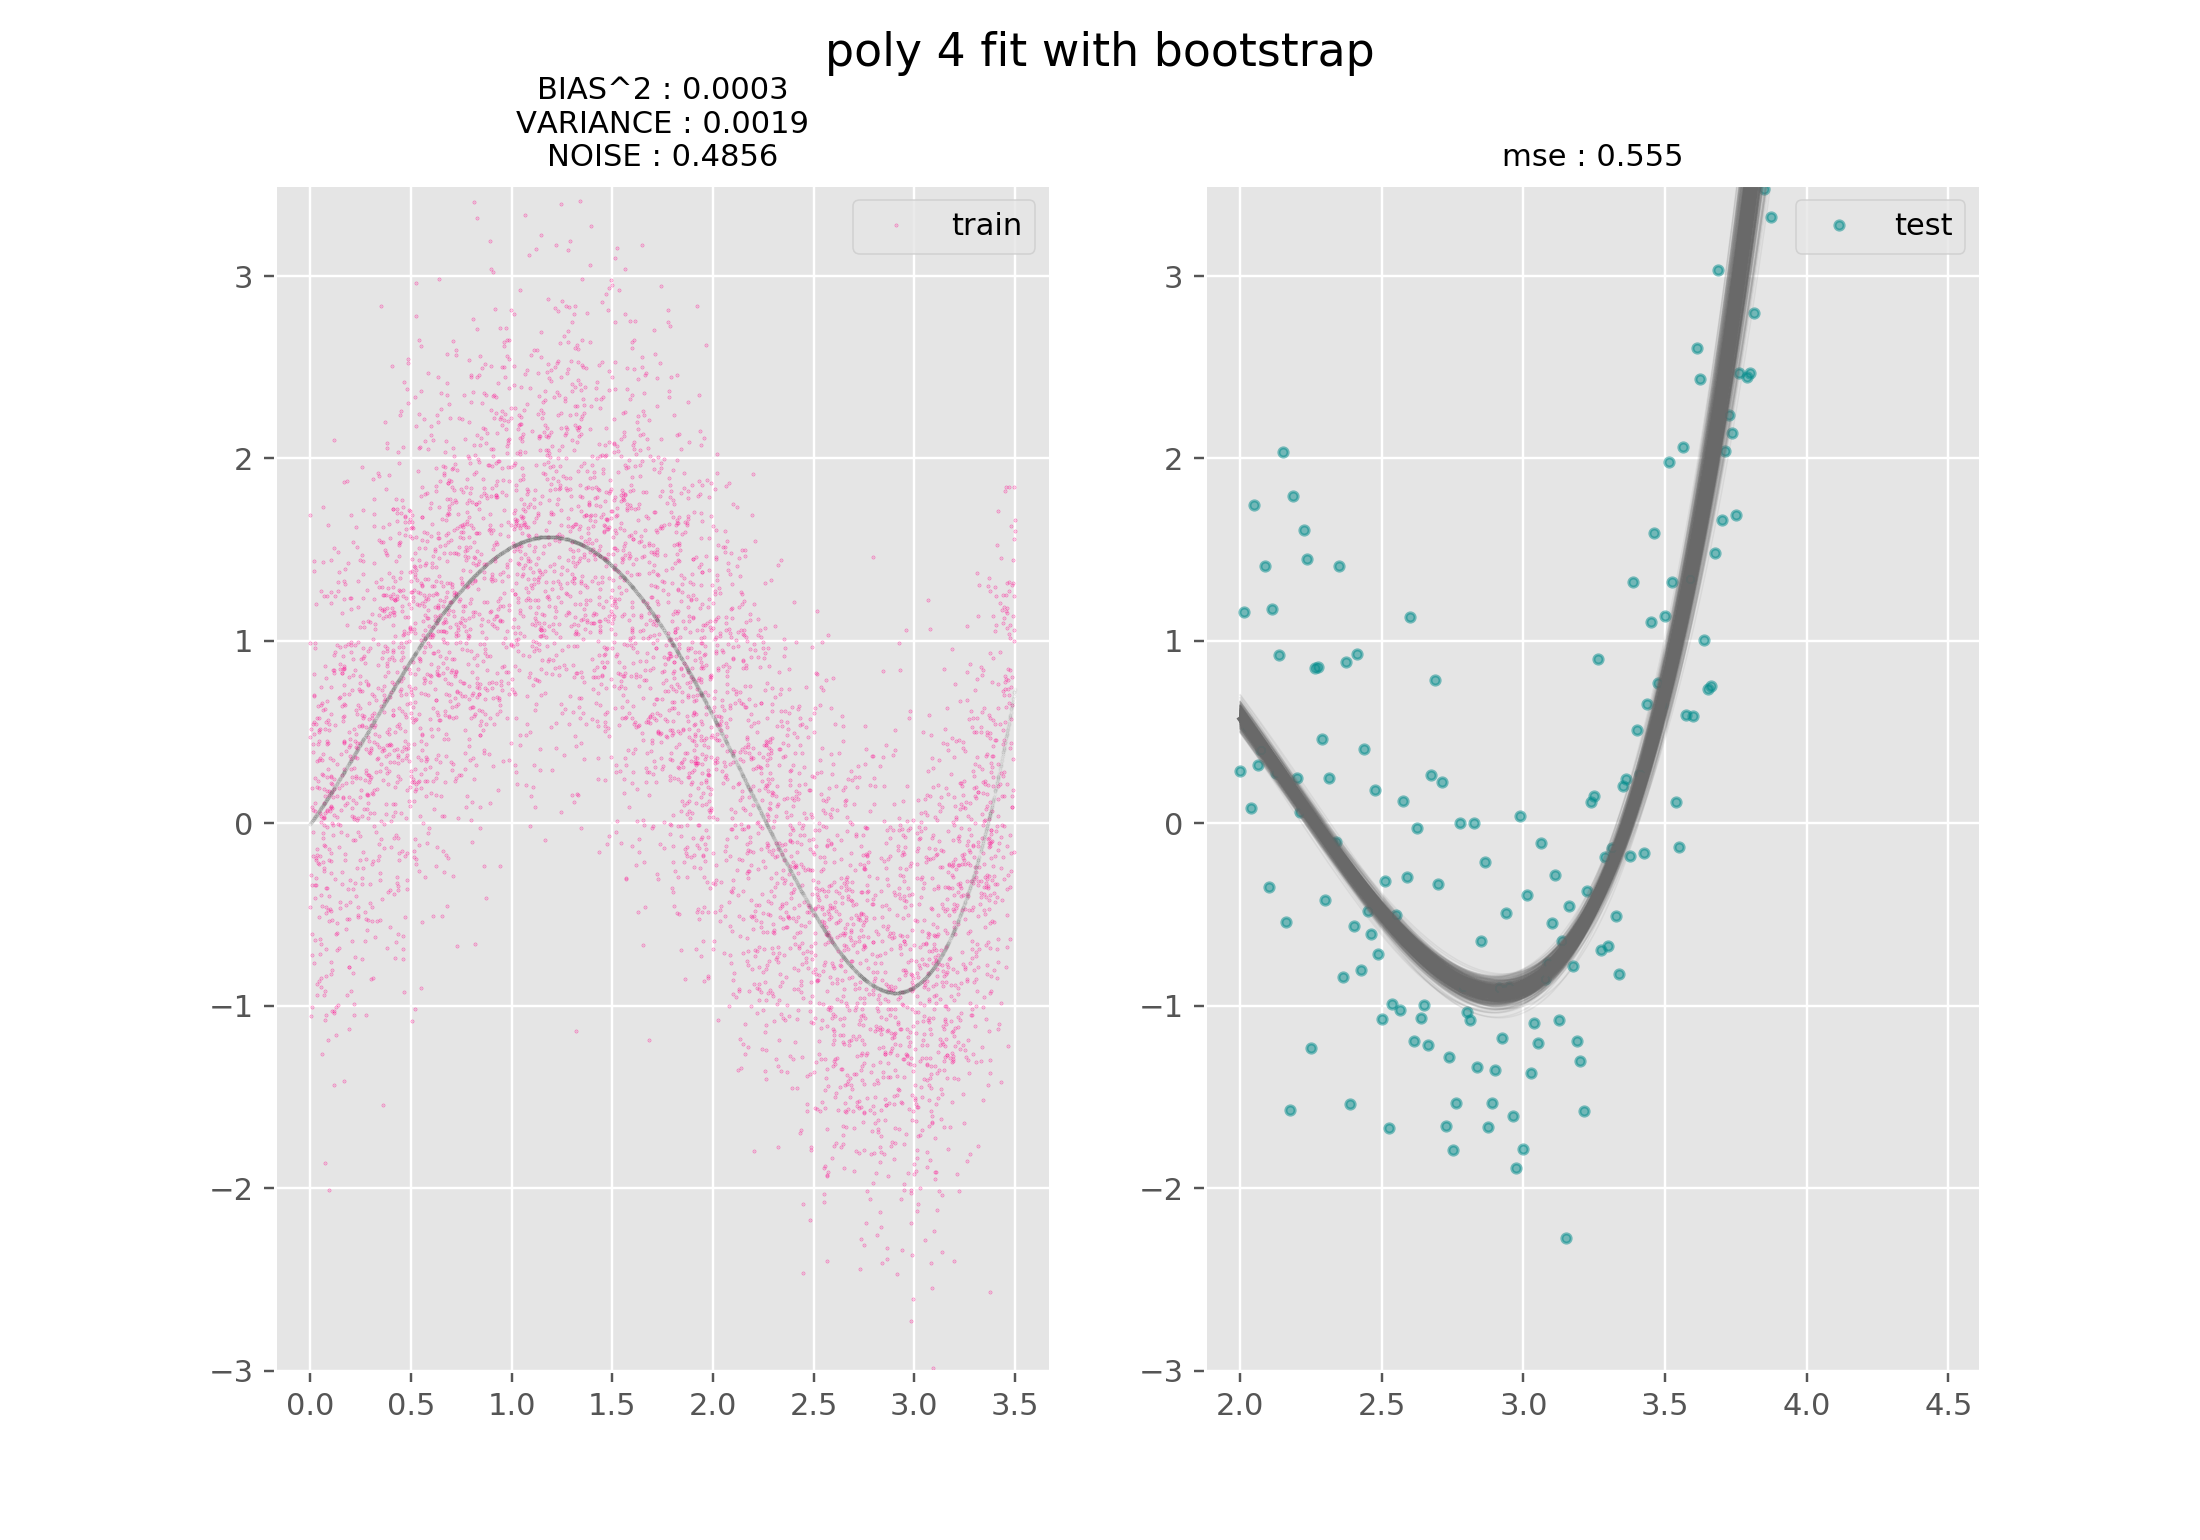 poly 4 fit with bootstrap
BIAS^2 : 0.0003
VARIANCE : 0.0019
NOISE : 0.4856
train
3
2
1
0
−1
−2
−3
0.0 0.5 1.0 1.5 2.0 2.5 3.0 3.5
mse : 0.555
test
3
2
1
0
−1
−2
−3
2.0 2.5 3.0 3.5 4.0 4.5